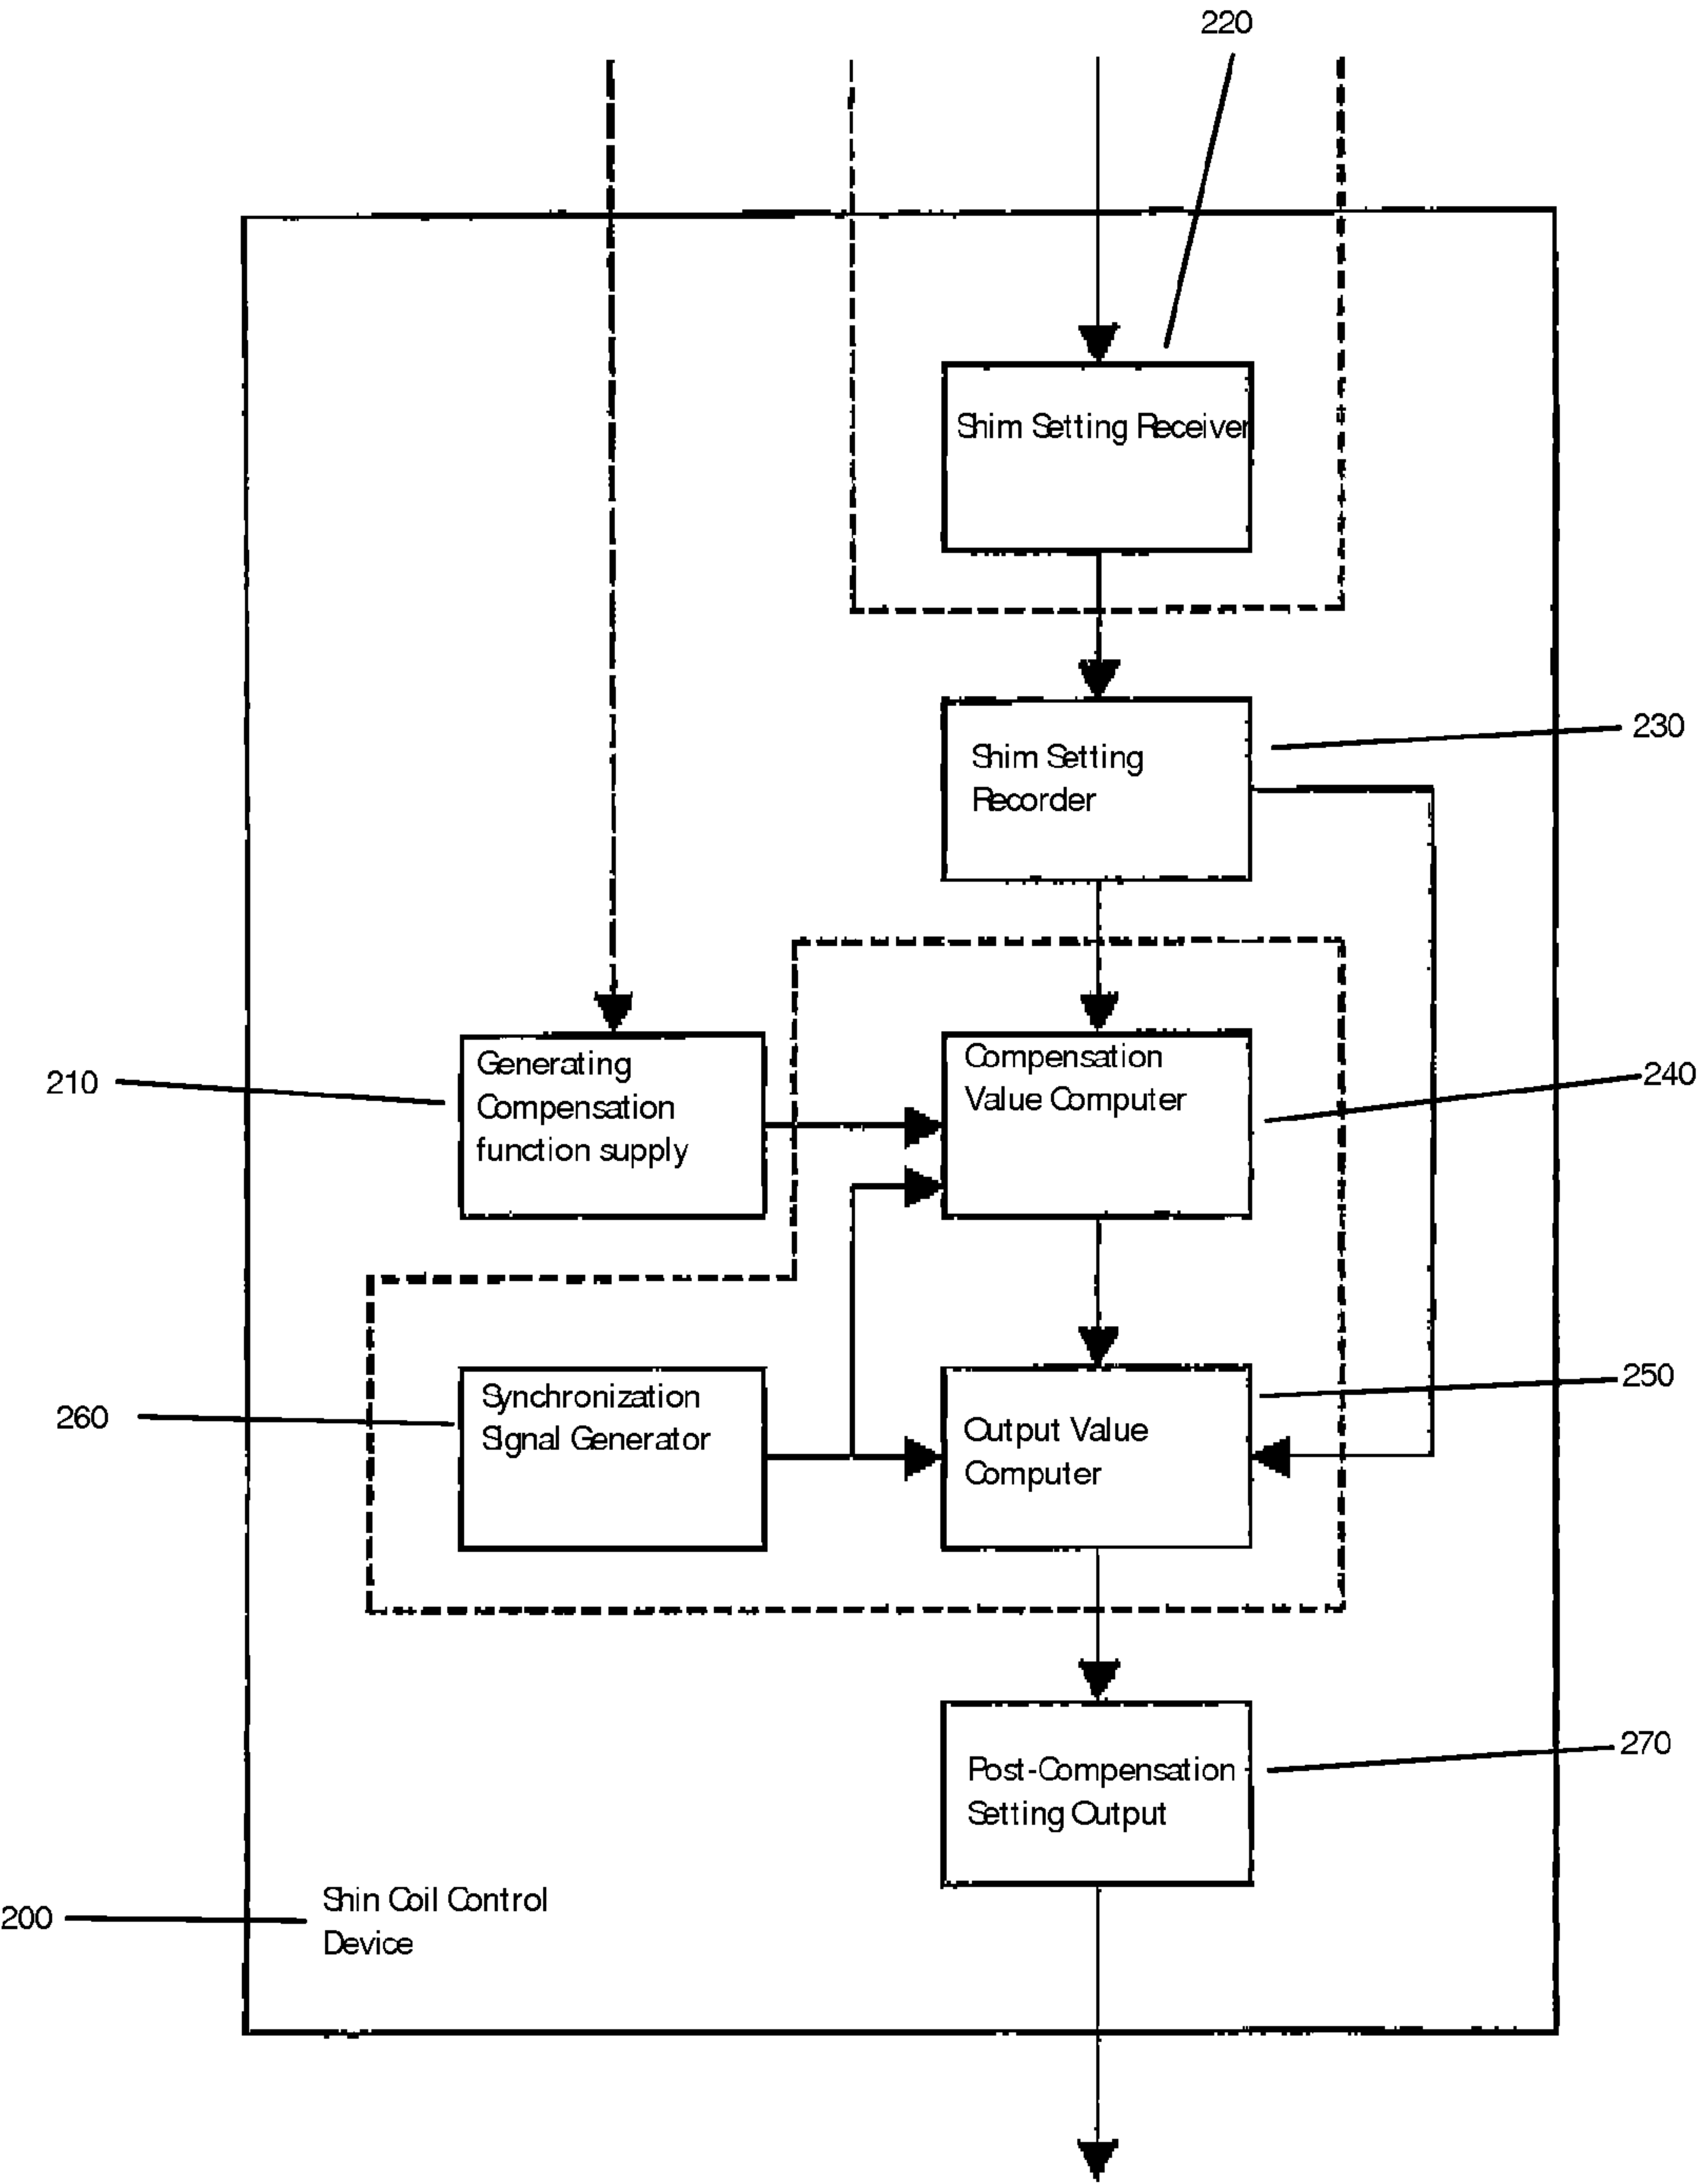 220
Shim Setting Receiver
230
Shim Setting
Recorder
210
Generating
Compensation
function supply
Compensation
Value Computer
240
260
Synchronization
Signal Generator
Output Value
Computer
250
Post-Compensation
Setting Output
270
200
Shin Coil Control
Device